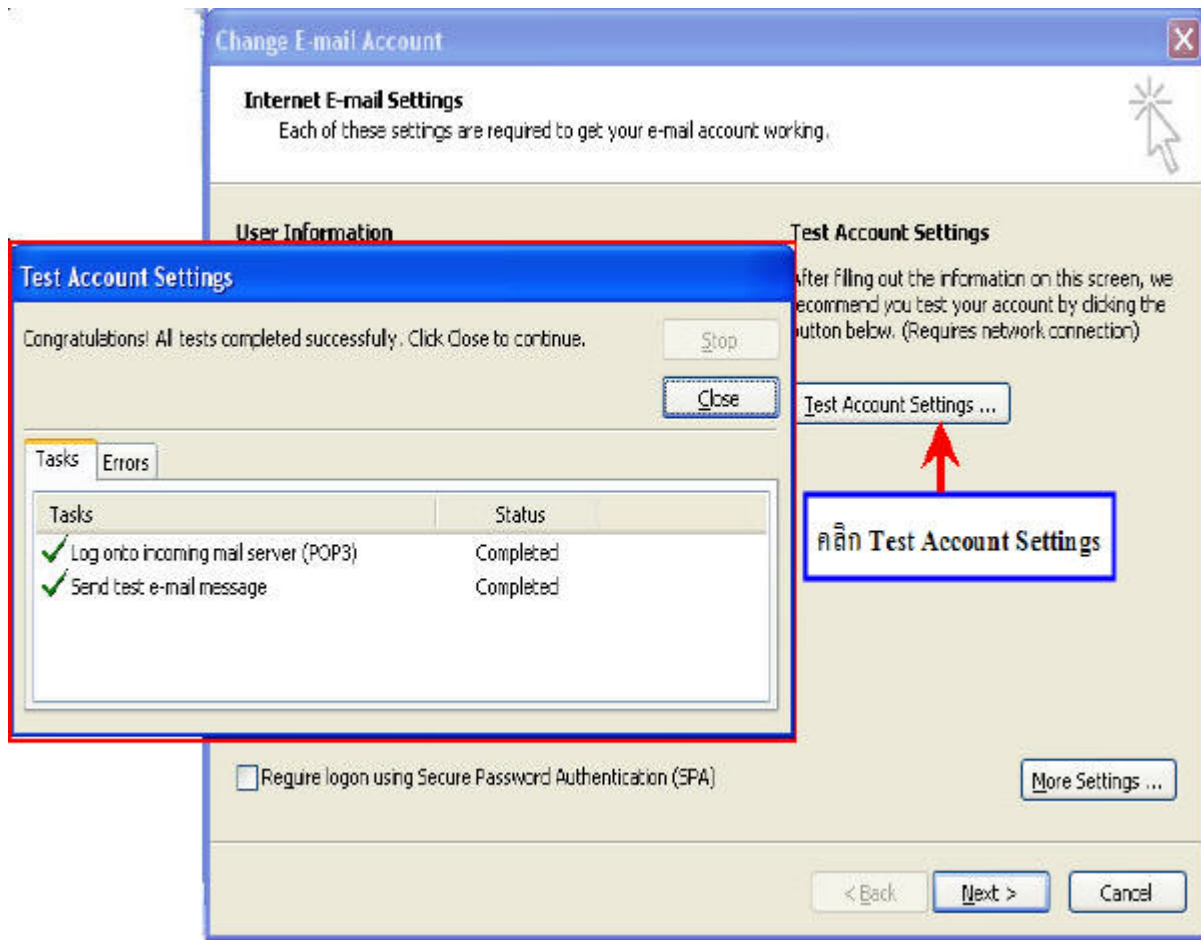 Change E-mail Account
Internet E-mail Settings
Each of these settings are required to get your e-mail account working.
User Information
Test Account Settings
After filling out the information on this screen, we
recommend you test your account by clicking the
button below. (Requires network connection)
Test Account Settings ...
คลิก Test Account Settings
Test Account Settings
Congratulations! All tests completed successfully. Click Close to continue.
Stop
Close
Tasks Errors
Tasks Status
Log onto incoming mail server (POP3) Completed
Send test e-mail message Completed
Require logon using Secure Password Authentication (SPA)
More Settings ...
< Back Next > Cancel